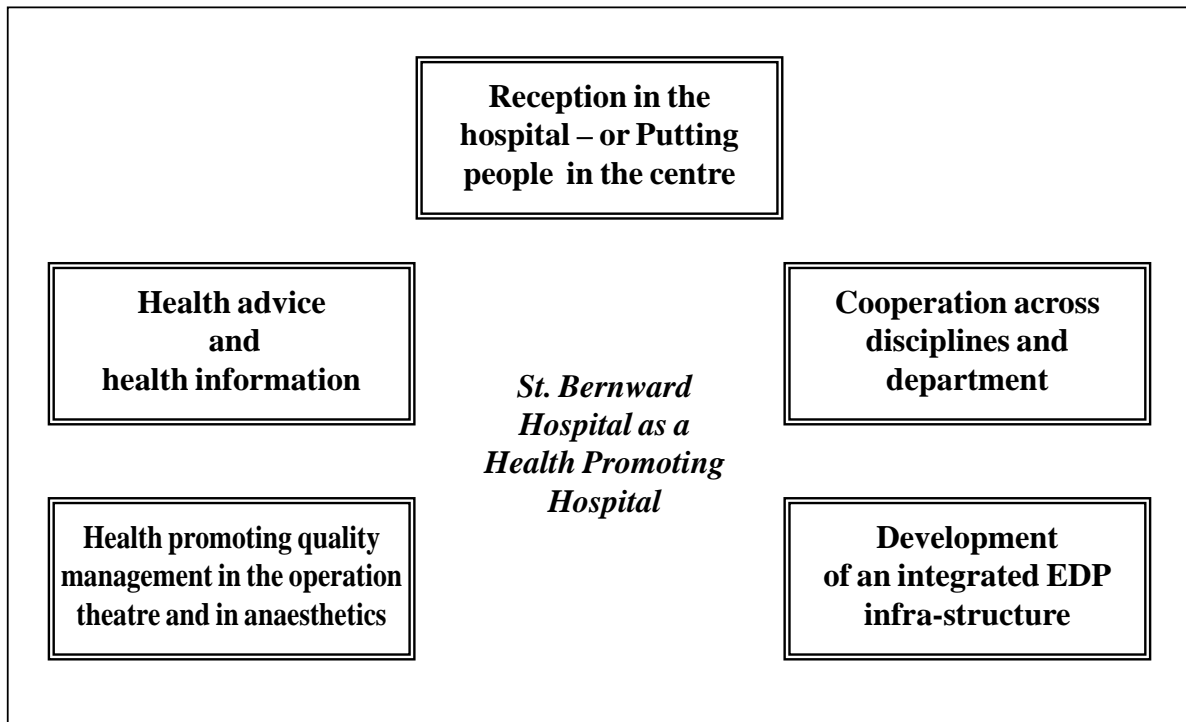 Reception in the
hospital – or Putting
people in the centre
Health advice
and
health information
Cooperation across
disciplines and
department
St. Bernward
Hospital as a
Health Promoting
Hospital
Health promoting quality
management in the operation
theatre and in anaesthetics
Development
of an integrated EDP
infra-structure